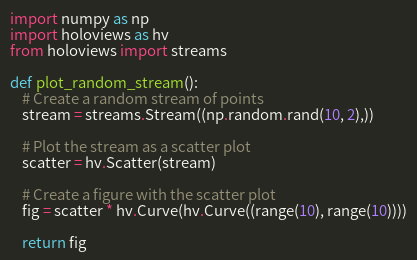 import numpy as np
import holoviews as hv
from holoviews import streams

def plot_random_stream():
    # Create a random stream of points
    stream = streams.Stream((np.random.rand(10, 2),))

    # Plot the stream as a scatter plot
    scatter = hv.Scatter(stream)

    # Create a figure with the scatter plot
    fig = scatter * hv.Curve(hv.Curve((range(10), range(10))))

    return fig